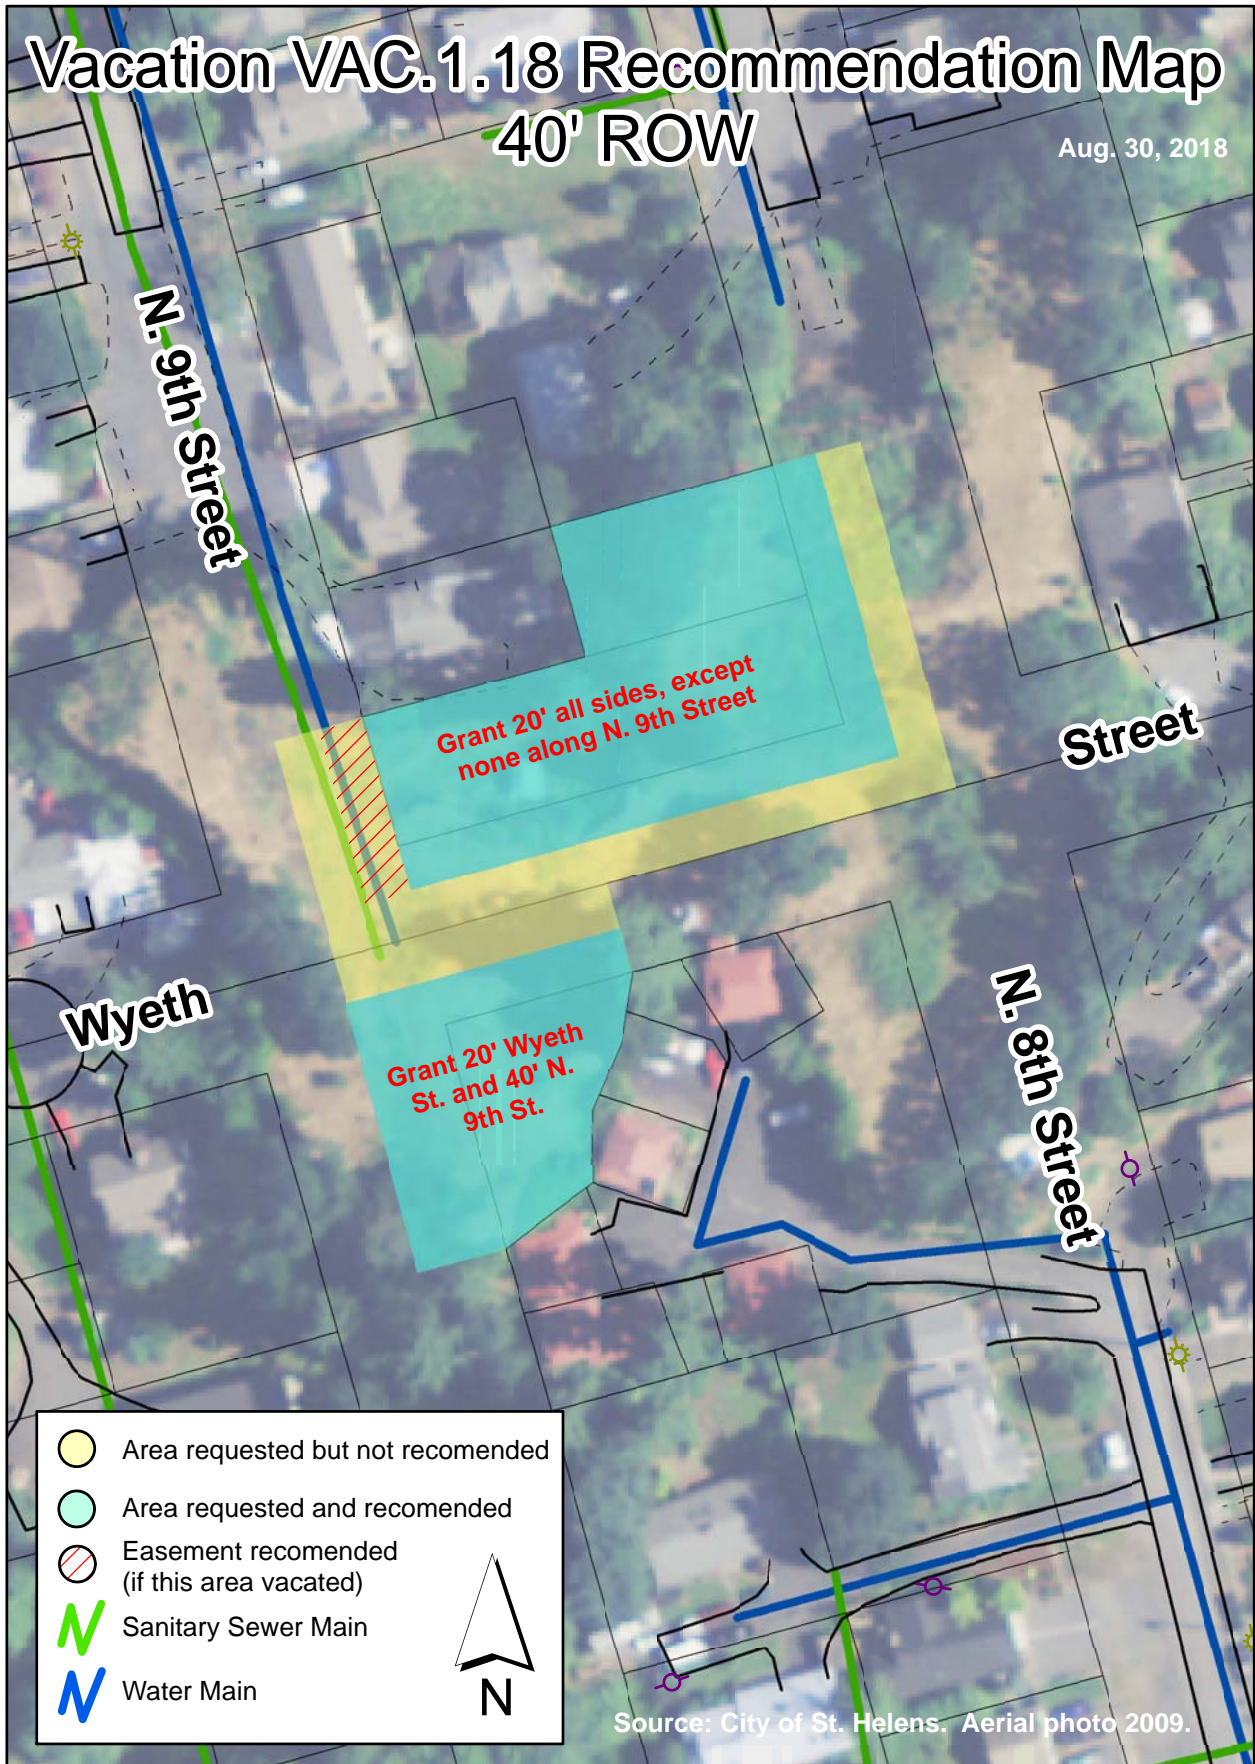 Vacation VAC.1.18 Recommendation Map
40' ROW
Aug. 30, 2018
N. 9th Street
Grant 20' all sides, except
none along N. 9th Street
Street
Wyeth
Grant 20' Wyeth
St. and 40' N.
9th St.
N. 8th Street
Area requested but not recomended
Area requested and recomended
Easement recomended
(if this area vacated)
Sanitary Sewer Main
Water Main
N
Source: City of St. Helens. Aerial photo 2009.